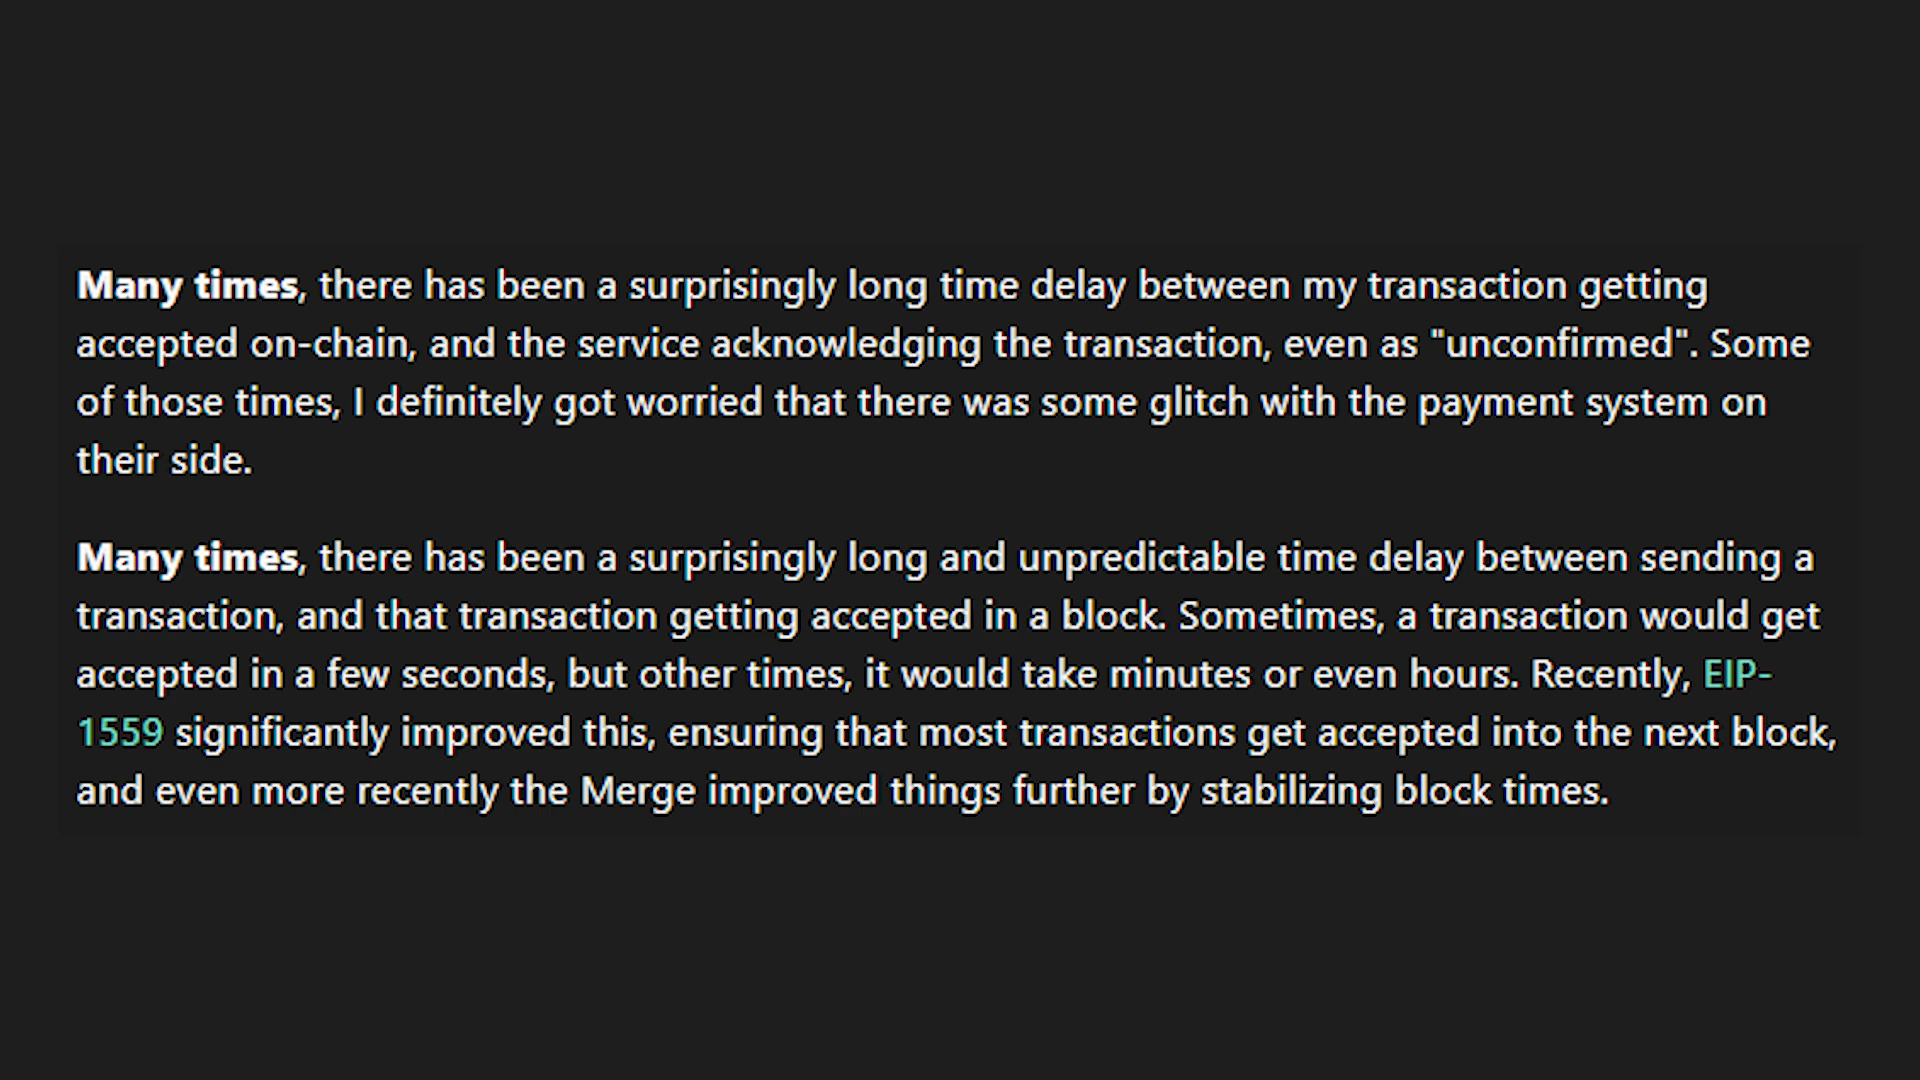 Many times, there has been a surprisingly long time delay between my transaction getting
accepted on-chain, and the service acknowledging the transaction, even as "unconfirmed". Some
of those times, I definitely got worried that there was some glitch with the payment system on
their side.
Many times, there has been a surprisingly long and unpredictable time delay between sending a
transaction, and that transaction getting accepted in a block. Sometimes, a transaction would get
accepted in a few seconds, but other times, it would take minutes or even hours. Recently, EIP-
1559 significantly improved this, ensuring that most transactions get accepted into the next block,
and even more recently the Merge improved things further by stabilizing block times.